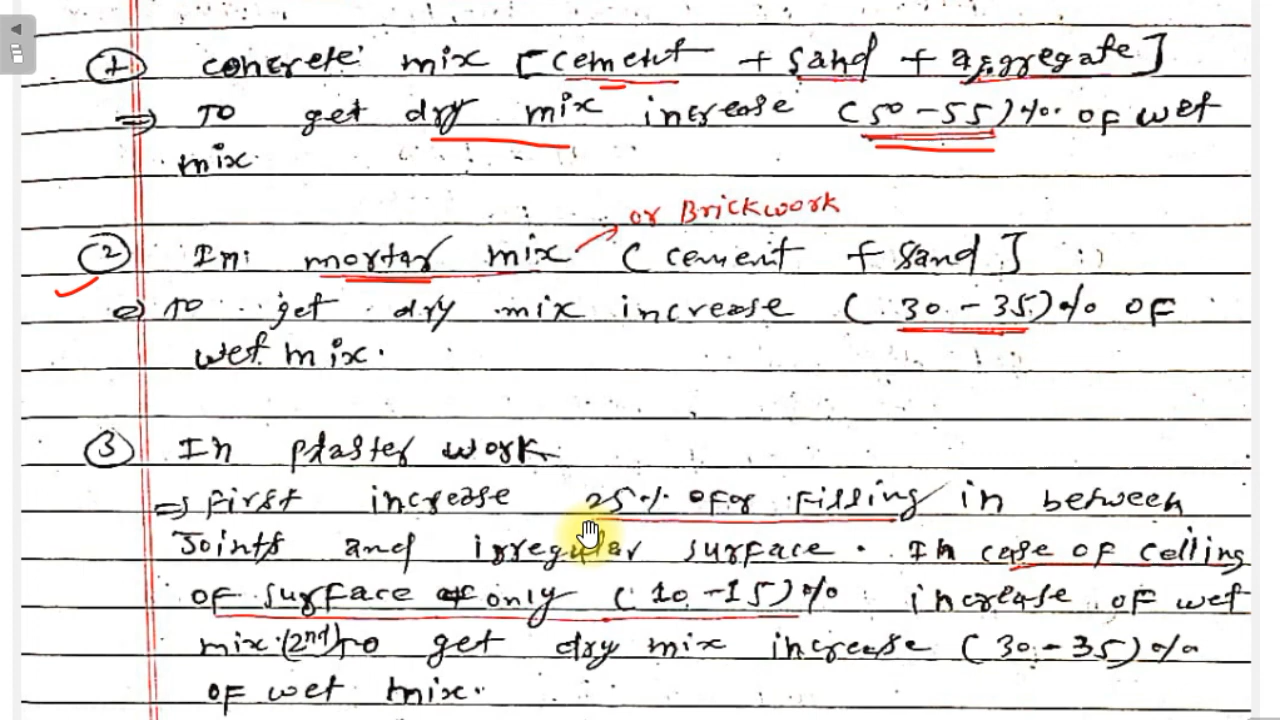 ① concrete mix [cement + sand + aggregate]
⇒ To get dry mix increase (50-55)% of wet
mix.
or Brickwork
② In: mortar mix (cement + sand] :
⇒ To get dry mix increase (30-35)% of
wet mix.
③ In plaster work
⇒ First increase 25% for filling in between
Joints and irregular surface. In case of celling
of surface only (10-15)% increase of wet
mix. (2nd) to get dry mix increase (30-35)%
of wet mix.